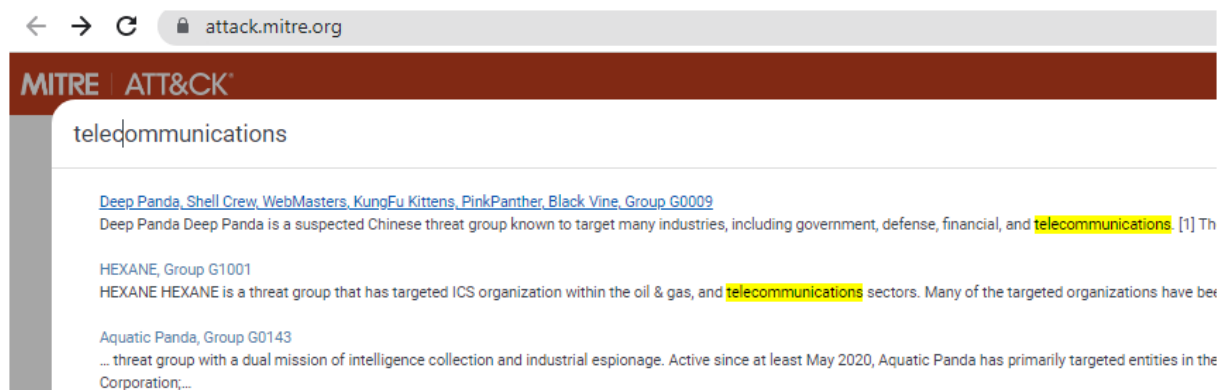 attack.mitre.org
MITRE | ATT&CK®
telecommunications
Deep Panda, Shell Crew, WebMasters, KungFu Kittens, PinkPanther, Black Vine, Group G0009
Deep Panda Deep Panda is a suspected Chinese threat group known to target many industries, including government, defense, financial, and telecommunications. [1] Th
HEXANE, Group G1001
HEXANE HEXANE is a threat group that has targeted ICS organization within the oil & gas, and telecommunications sectors. Many of the targeted organizations have bee
Aquatic Panda, Group G0143
... threat group with a dual mission of intelligence collection and industrial espionage. Active since at least May 2020, Aquatic Panda has primarily targeted entities in the
Corporation;...